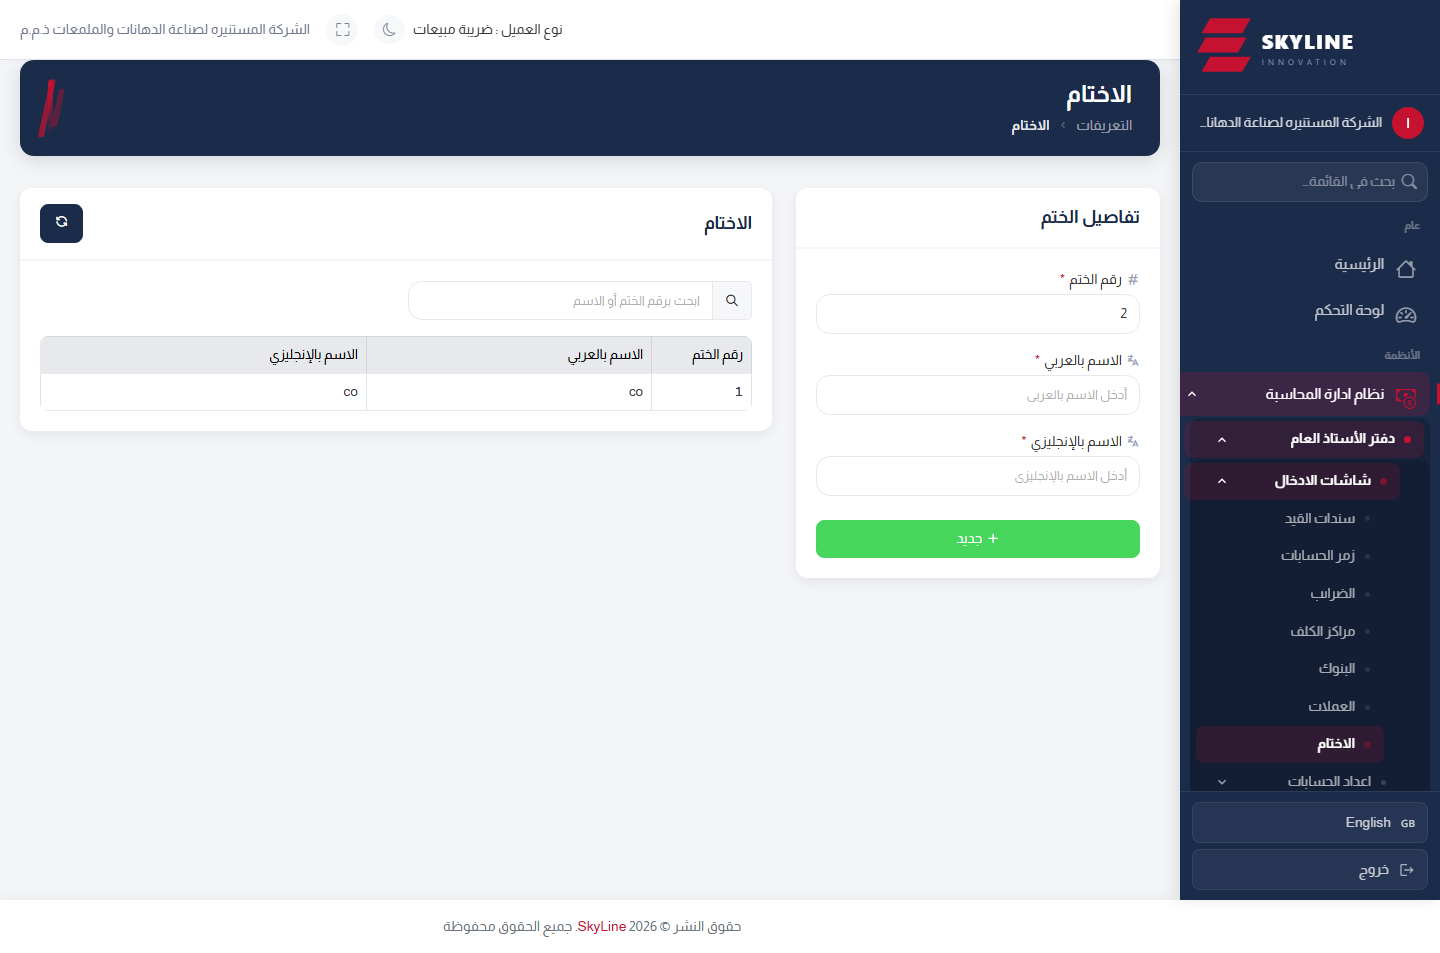 SKYLINE
INNOVATION
الشركة المستنيره لصناعة الدهانا...
بحث في القائمة...
عام
الرئيسية
لوحة التحكم
الأنظمة
نظام ادارة المحاسبة
دفتر الأستاذ العام
شاشات الادخال
سندات القيد
زمر الحسابات
الضرائب
مراكز الكلف
البنوك
العملات
الاختام
اعداد الحسابات
GB English
خروج
نوع العميل : ضريبة مبيعات
الشركة المستنيره لصناعة الدهانات والملمعات ذ.م.م
الاختام
التعريفات › الاختام
تفاصيل الختم
# رقم الختم *
2
الاسم بالعربي *
أدخل الاسم بالعربي
الاسم بالإنجليزي *
أدخل الاسم بالإنجليزي
+ جديد
الاختام
ابحث برقم الختم أو الاسم
رقم الختم الاسم بالعربي الاسم بالإنجليزي
1 co co
حقوق النشر © 2026 SkyLine. جميع الحقوق محفوظة